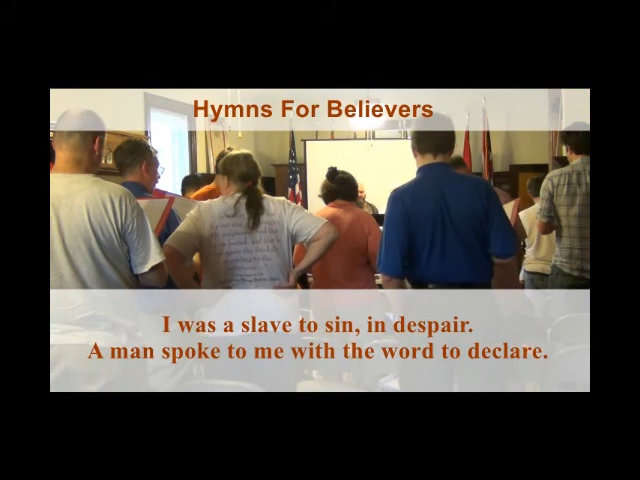 Hymns For Believers
I was a slave to sin, in despair.
A man spoke to me with the word to declare.